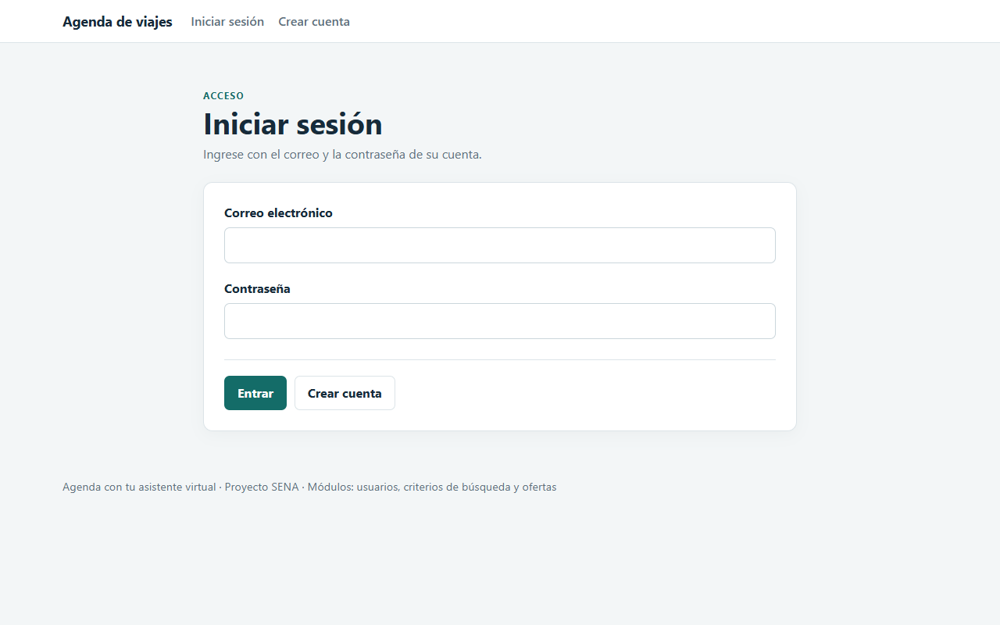 Agenda de viajes Iniciar sesión Crear cuenta
ACCESO
Iniciar sesión
Ingrese con el correo y la contraseña de su cuenta.
Correo electrónico
Contraseña
Entrar Crear cuenta
Agenda con tu asistente virtual · Proyecto SENA · Módulos: usuarios, criterios de búsqueda y ofertas